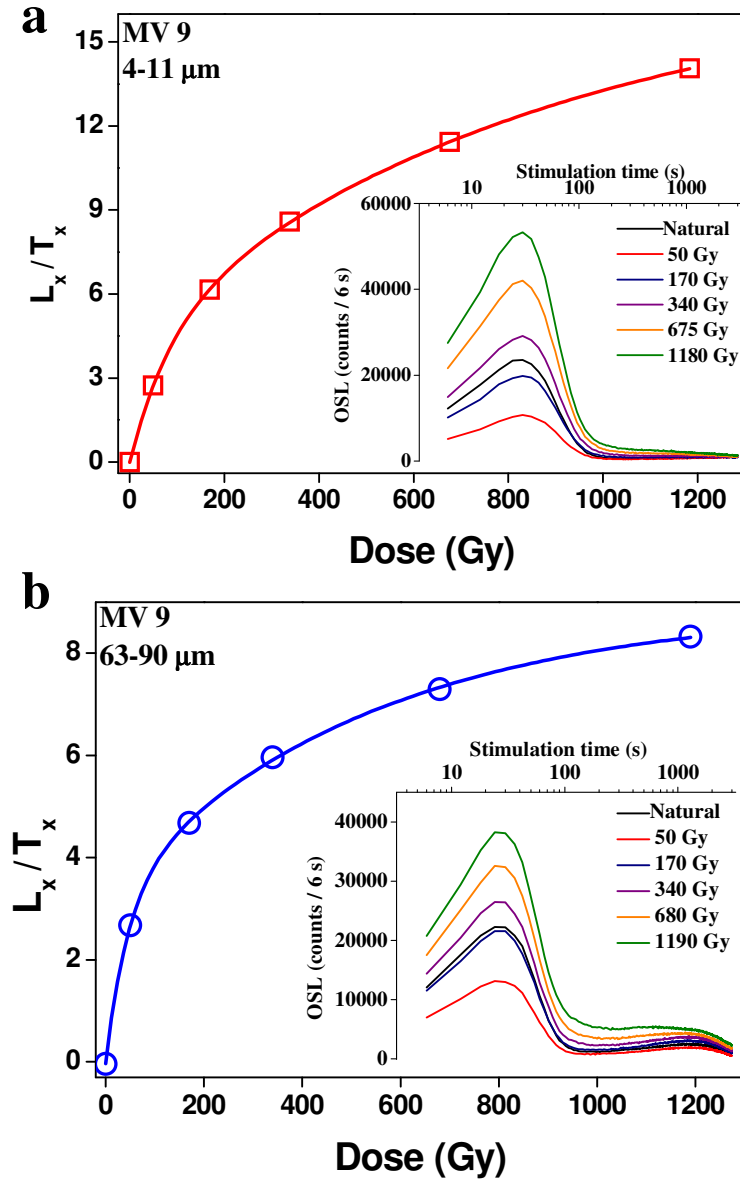 a
MV 9
4-11 μm
15
12
9
6
3
0
Lx / Tx
0 200 400 600 800 1000 1200
Dose (Gy)
Stimulation time (s)
10 100 1000
60000
40000
20000
0
OSL (counts / 6 s)
Natural
50 Gy
170 Gy
340 Gy
675 Gy
1180 Gy
b
MV 9
63-90 μm
8
6
4
2
0
Lx / Tx
0 200 400 600 800 1000 1200
Dose (Gy)
Stimulation time (s)
10 100 1000
40000
30000
20000
10000
0
OSL (counts / 6 s)
Natural
50 Gy
170 Gy
340 Gy
680 Gy
1190 Gy